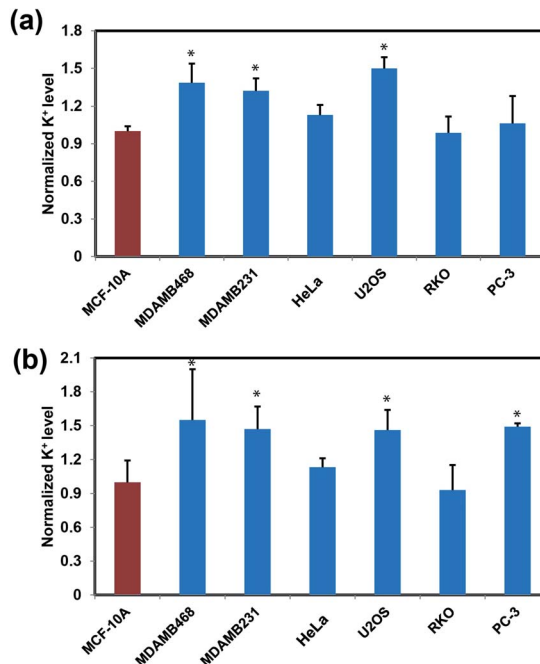 (a)
Normalized K⁺ level
1.8
1.5
1.2
0.9
0.6
0.3
0
*
*
*
MCF-10A
MDAMB468
MDAMB231
HeLa
U2OS
RKO
PC-3
(b)
Normalized K⁺ level
2.1
1.8
1.5
1.2
0.9
0.6
0.3
0
*
*
*
*
MCF-10A
MDAMB468
MDAMB231
HeLa
U2OS
RKO
PC-3